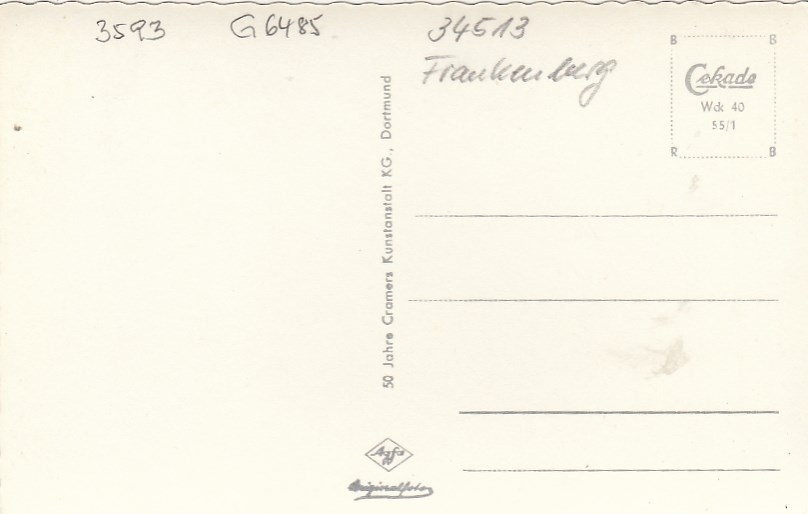 3593 G6485 34513
Frankenberg
B B
Cekade
Wdk 40
55/1
R B
50 Jahre Cramers Kunstanstalt KG., Dortmund
Agfa
Originalfoto